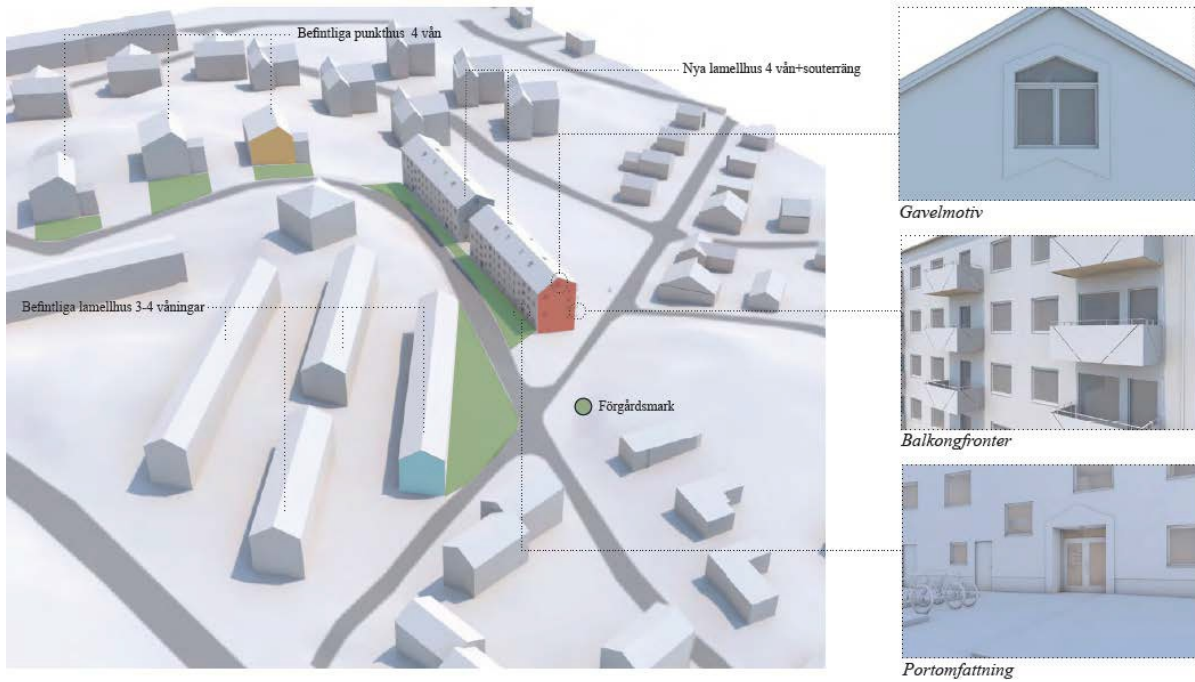 Befintliga punkthus 4 vån
Nya lamellhus 4 vån+souterräng
Gavelmotiv
Befintliga lamellhus 3-4 våningar
Förgårdsmark
Balkongfronter
Portomfattning